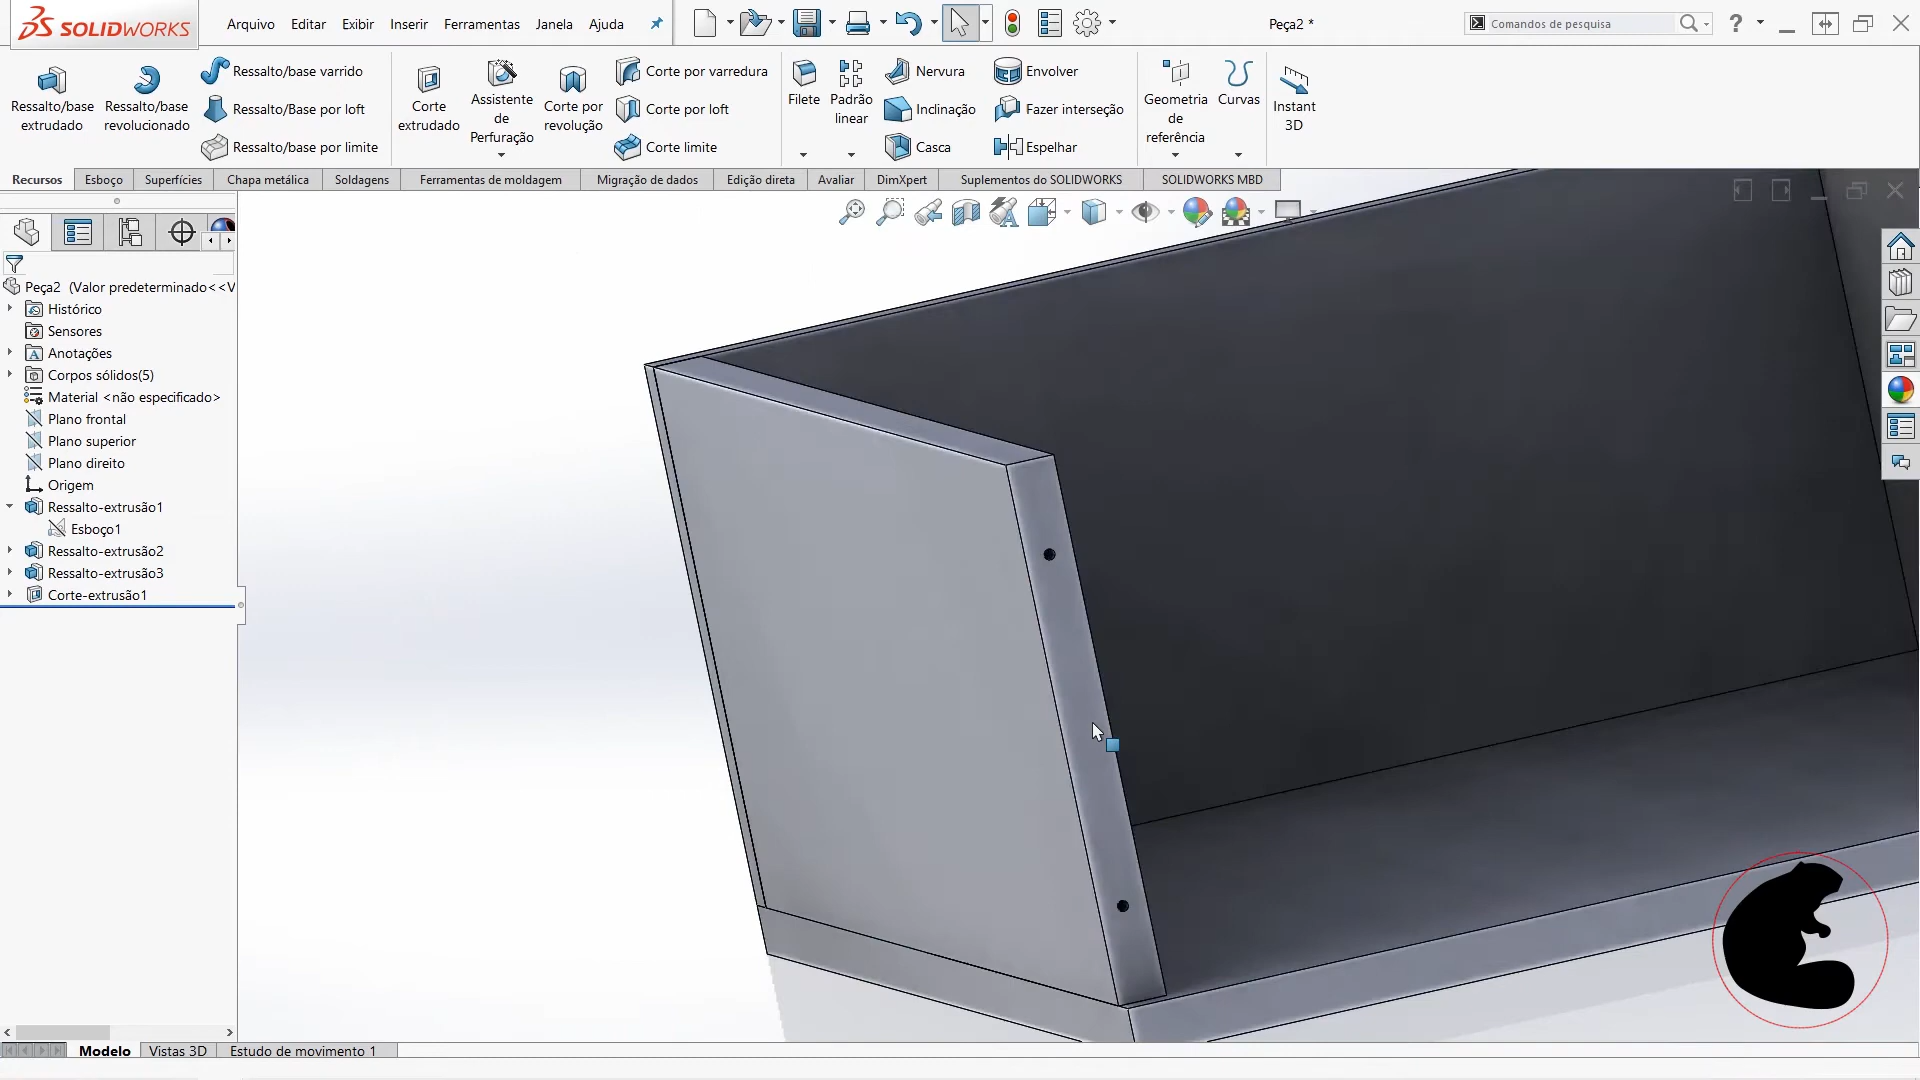 SOLIDWORKS
Arquivo Editar Exibir Inserir Ferramentas Janela Ajuda
Peça2 *
Comandos de pesquisa
?
Ressalto/base extrudado
Ressalto/base revolucionado
Ressalto/base varrido
Ressalto/Base por loft
Ressalto/base por limite
Corte extrudado
Assistente de Perfuração
Corte por revolução
Corte por varredura
Corte por loft
Corte limite
Filete
Padrão linear
Nervura
Inclinação
Casca
Envolver
Fazer interseção
Espelhar
Geometria de referência
Curvas
Instant 3D
Recursos Esboço Superfícies Chapa metálica Soldagens Ferramentas de moldagem Migração de dados Edição direta Avaliar DimXpert Suplementos do SOLIDWORKS SOLIDWORKS MBD
Peça2 (Valor predeterminado<<V
Histórico
Sensores
Anotações
Corpos sólidos(5)
Material <não especificado>
Plano frontal
Plano superior
Plano direito
Origem
Ressalto-extrusão1
Esboço1
Ressalto-extrusão2
Ressalto-extrusão3
Corte-extrusão1
Modelo Vistas 3D Estudo de movimento 1